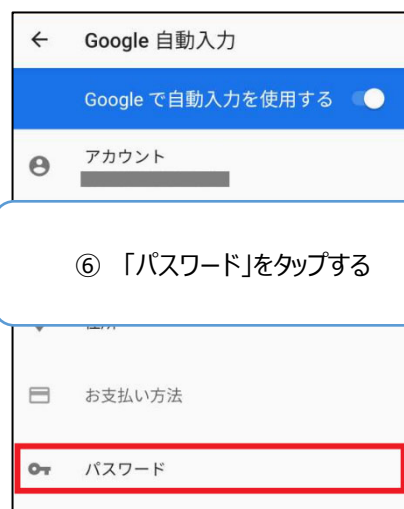 Google 自動入力
Google で自動入力を使用する
アカウント
⑥ 「パスワード」をタップする
お支払い方法
パスワード